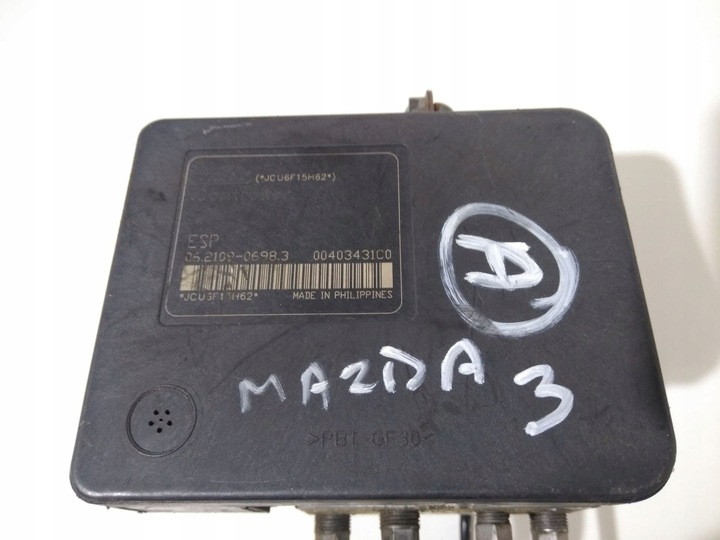 (*JCU6F15H62*)
ESP
06.2109-0698.3 00403431C0
*JCU6F15H62* MADE IN PHILIPPINES
D
MAZDA 3
>PBT-GF30<